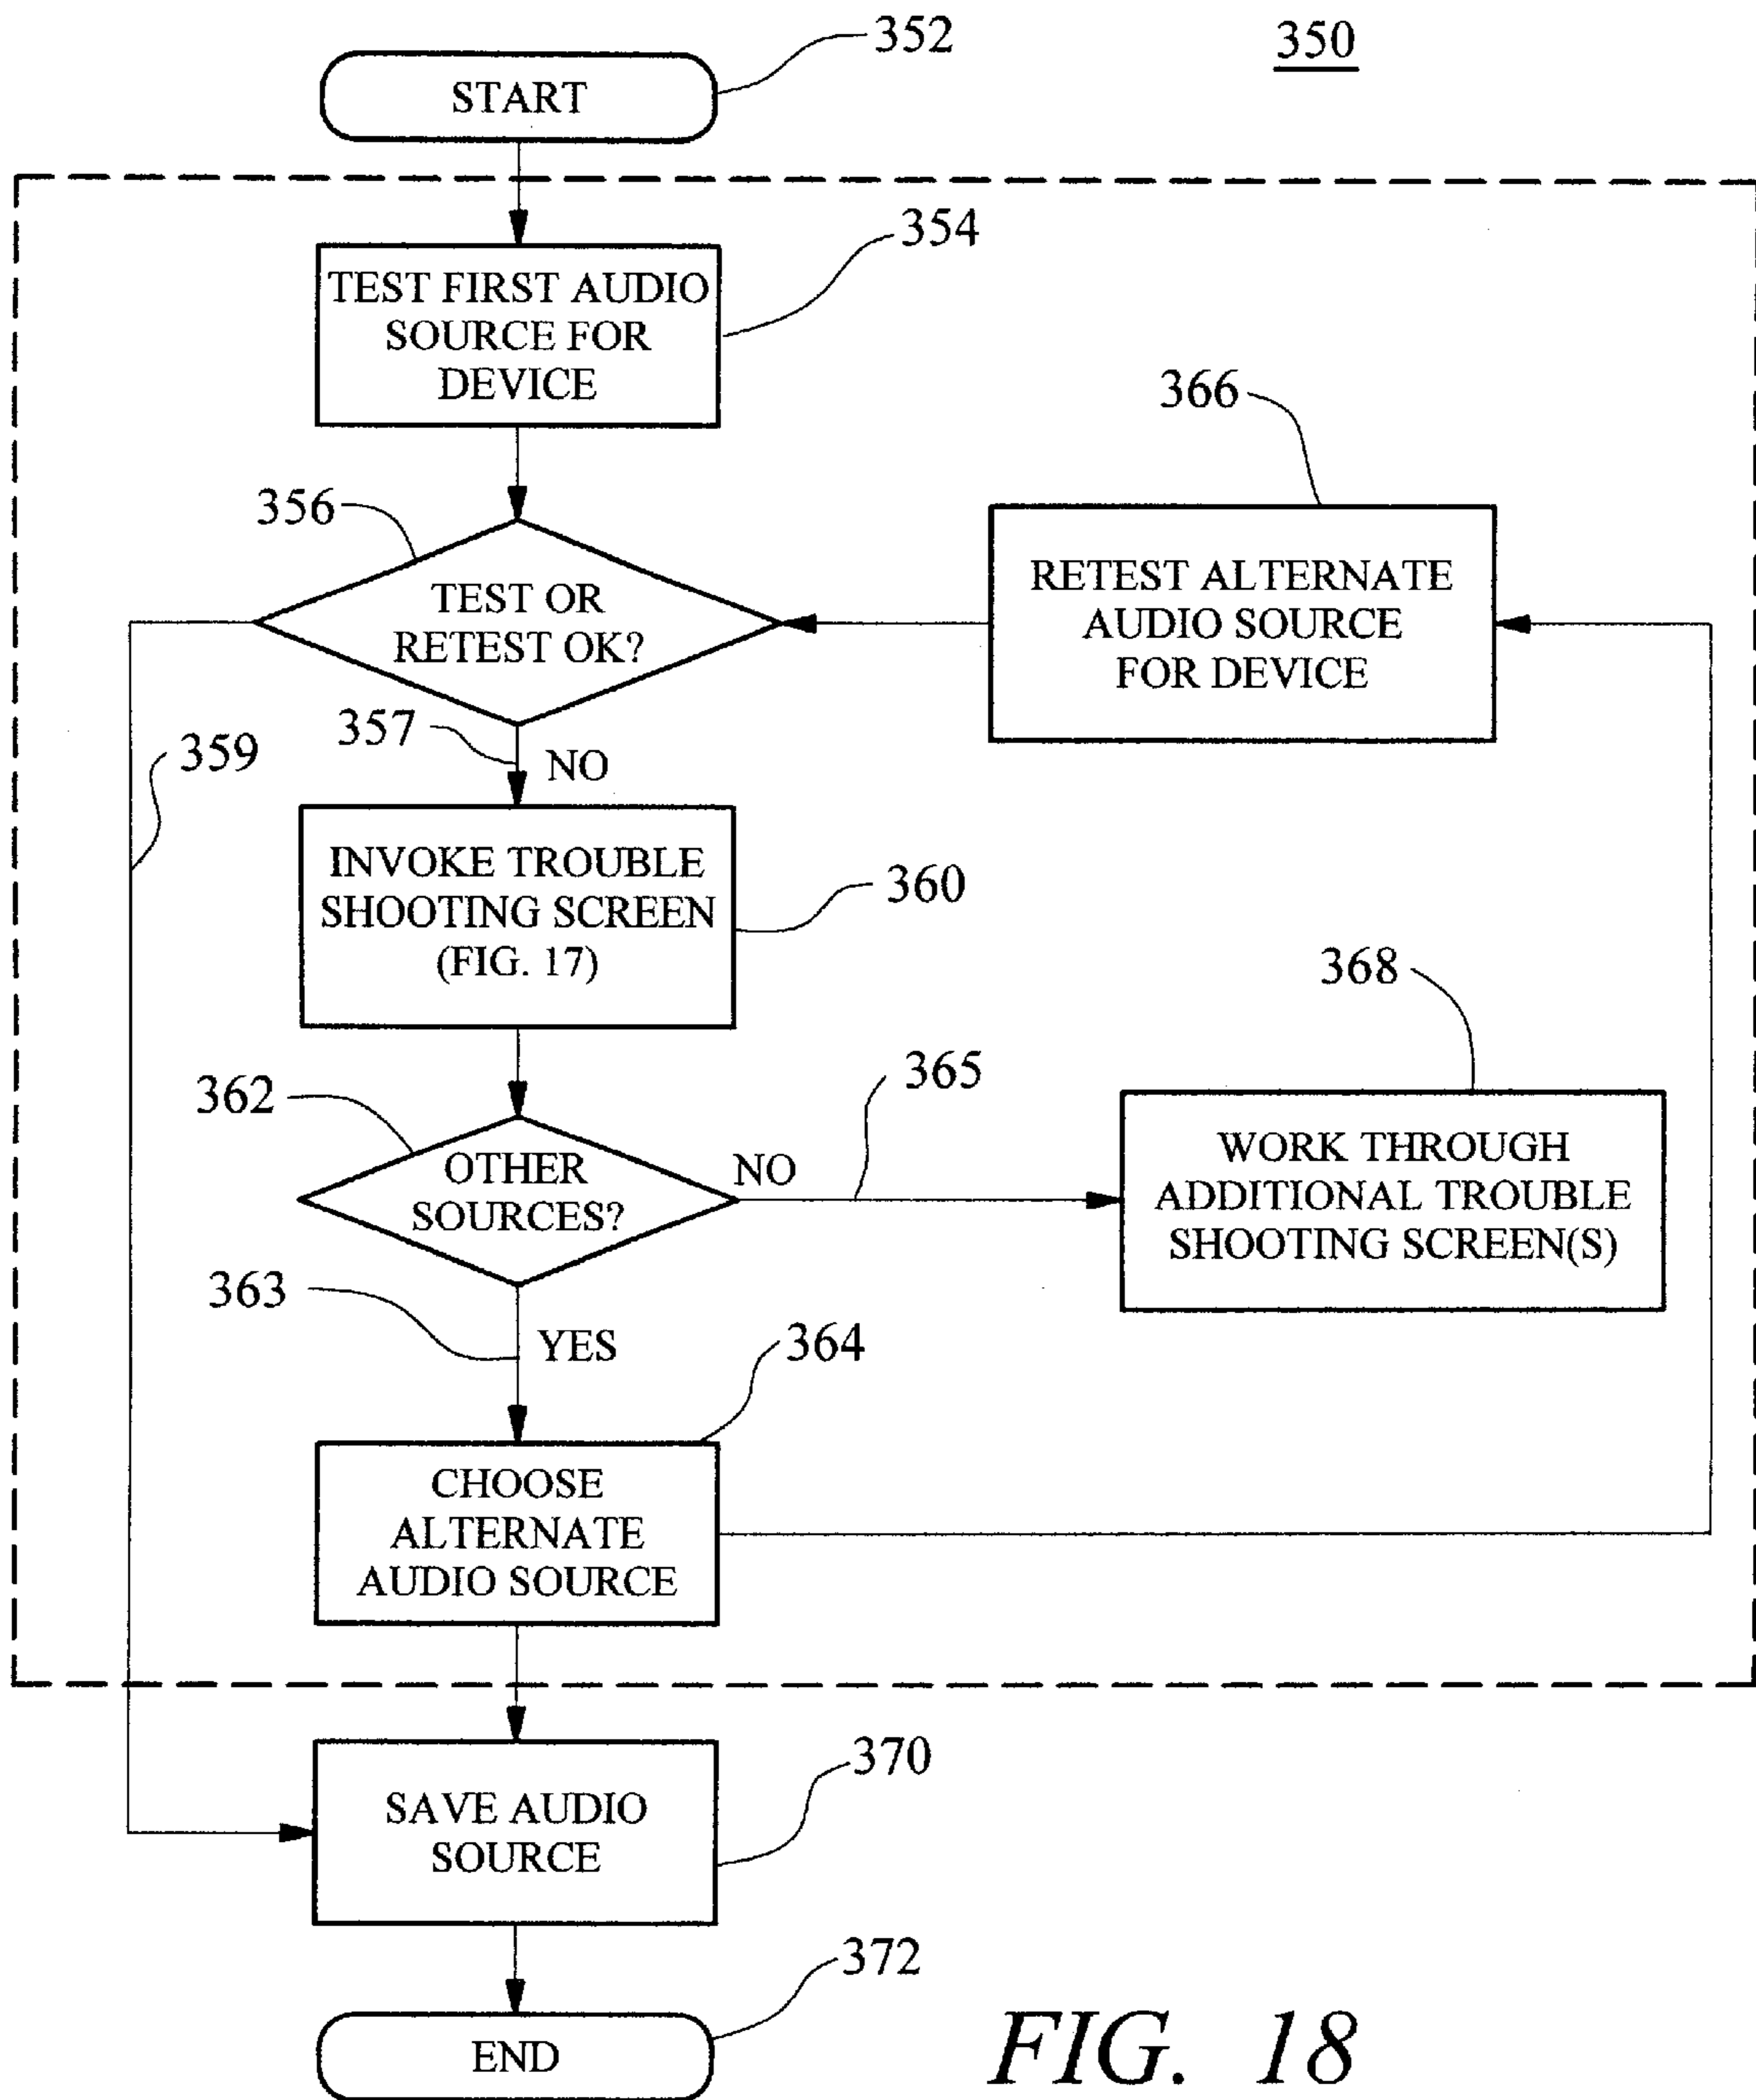 352
350
START
354
TEST FIRST AUDIO
SOURCE FOR
DEVICE
366
356
RETEST ALTERNATE
AUDIO SOURCE
FOR DEVICE
TEST OR
RETEST OK?
357
NO
359
INVOKE TROUBLE
SHOOTING SCREEN
(FIG. 17)
360
368
362
365
OTHER
SOURCES?
NO
WORK THROUGH
ADDITIONAL TROUBLE
SHOOTING SCREEN(S)
363
YES
364
CHOOSE
ALTERNATE
AUDIO SOURCE
370
SAVE AUDIO
SOURCE
372
END
FIG. 18